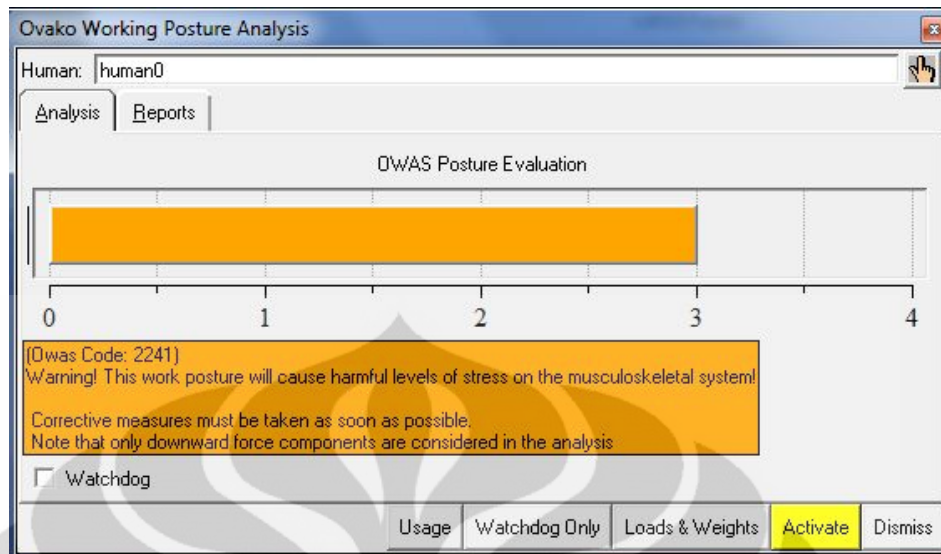 Ovako Working Posture Analysis
Human: human0
Analysis Reports
OWAS Posture Evaluation
0 1 2 3 4
(Owas Code: 2241)
Warning! This work posture will cause harmful levels of stress on the musculoskeletal system!
Corrective measures must be taken as soon as possible.
Note that only downward force components are considered in the analysis
Watchdog
Usage Watchdog Only Loads & Weights Activate Dismiss